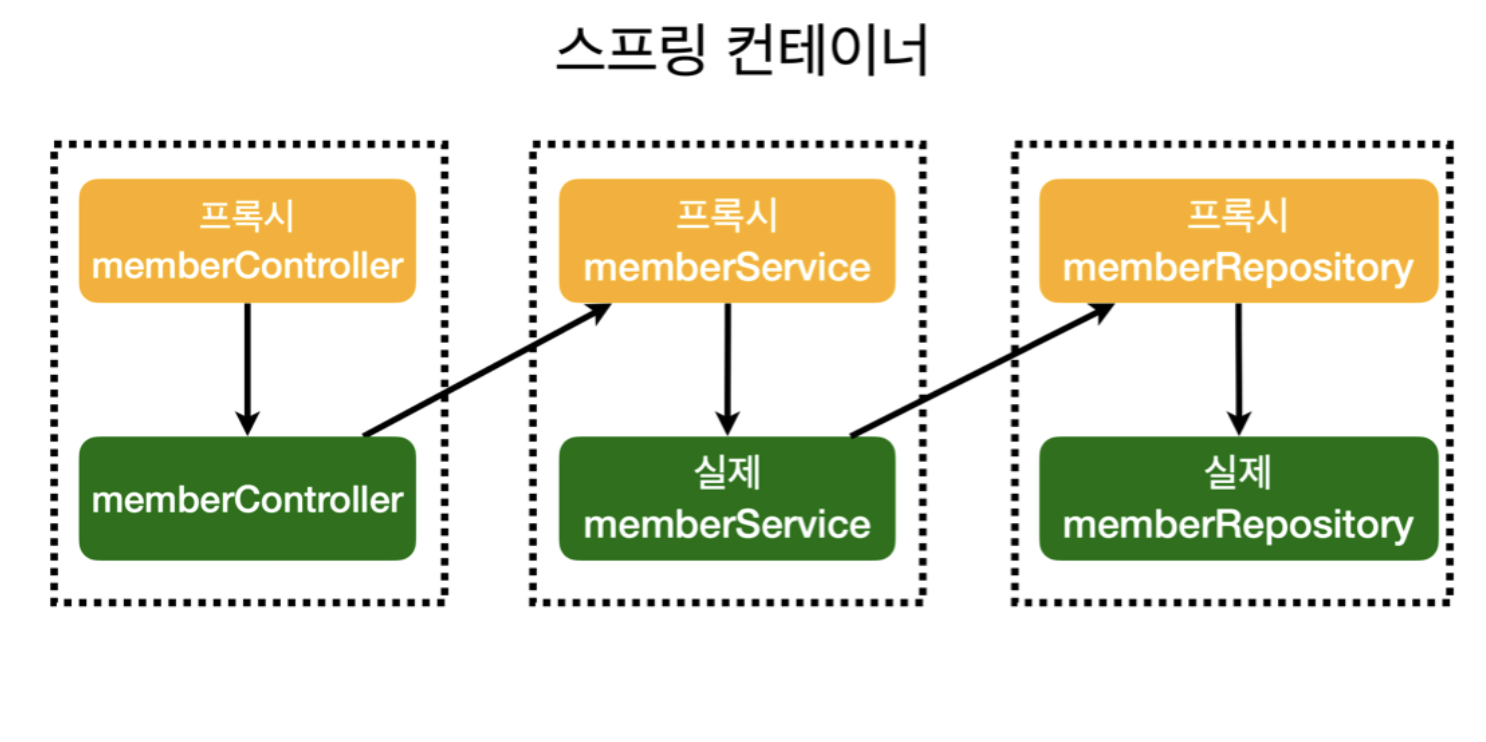 스프링 컨테이너
프록시
memberController
프록시
memberService
프록시
memberRepository
memberController
실제
memberService
실제
memberRepository